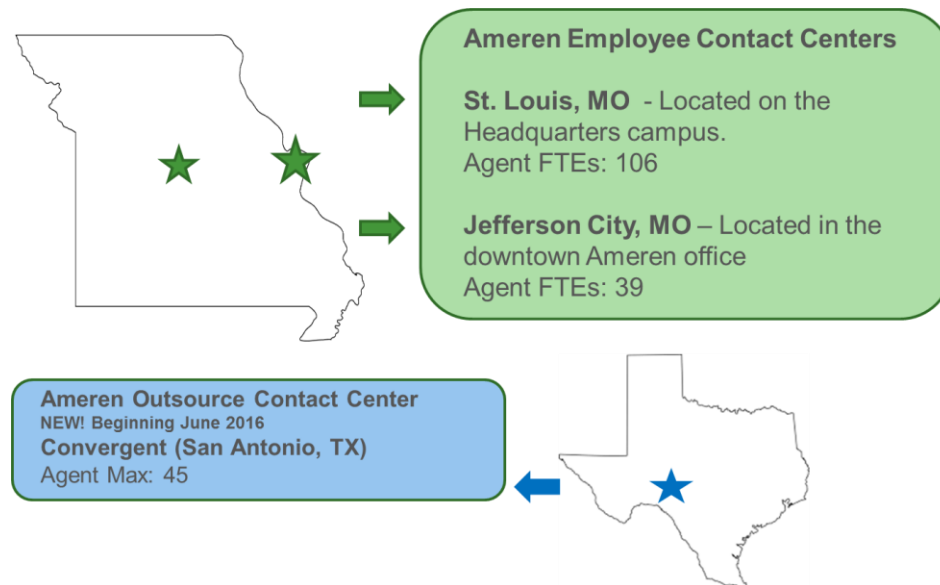 Ameren Employee Contact Centers
St. Louis, MO - Located on the
Headquarters campus.
Agent FTEs: 106
Jefferson City, MO – Located in the
downtown Ameren office
Agent FTEs: 39
Ameren Outsource Contact Center
NEW! Beginning June 2016
Convergent (San Antonio, TX)
Agent Max: 45